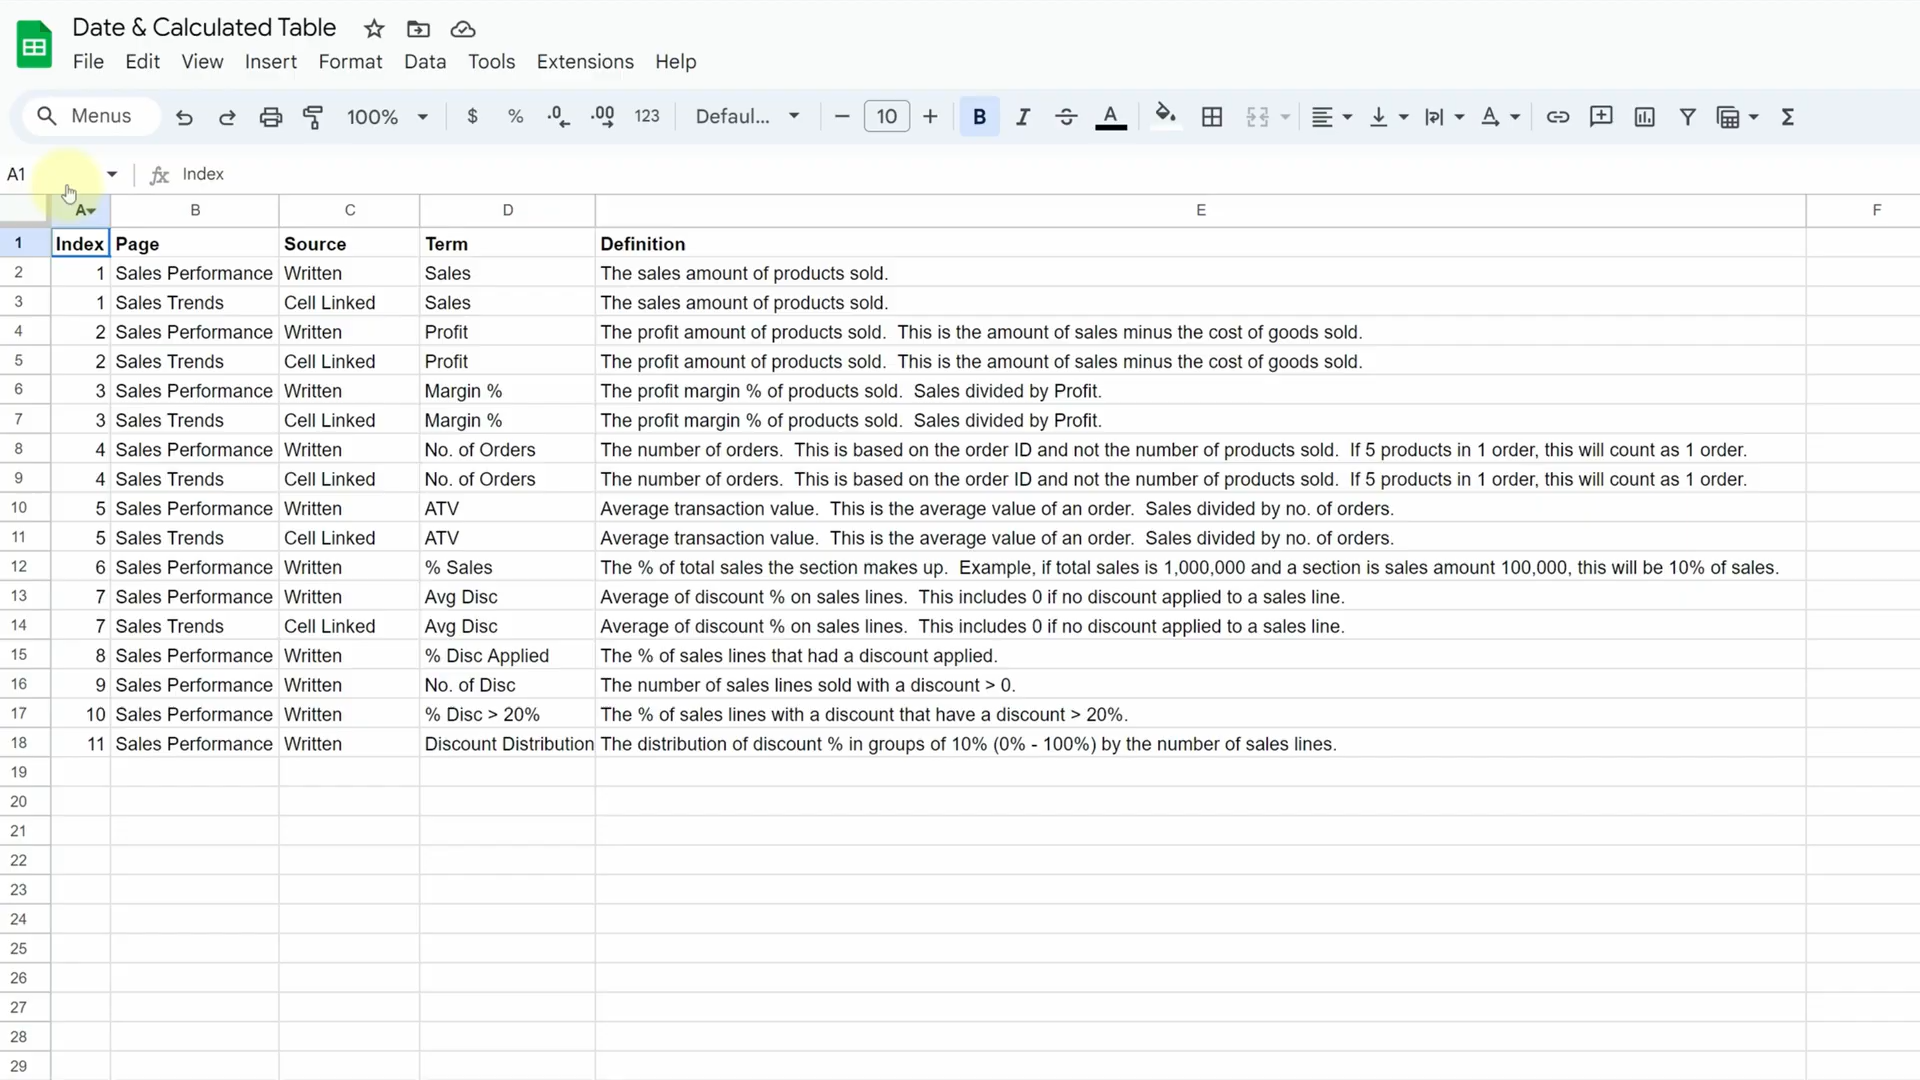 Date & Calculated Table
File Edit View Insert Format Data Tools Extensions Help
Menus 100% $ % .0 .00 123 Defaul... 10 B I A
A1 fx Index
A B C D E F
1 Index Page Source Term Definition
2 1 Sales Performance Written Sales The sales amount of products sold.
3 1 Sales Trends Cell Linked Sales The sales amount of products sold.
4 2 Sales Performance Written Profit The profit amount of products sold.  This is the amount of sales minus the cost of goods sold.
5 2 Sales Trends Cell Linked Profit The profit amount of products sold.  This is the amount of sales minus the cost of goods sold.
6 3 Sales Performance Written Margin % The profit margin % of products sold.  Sales divided by Profit.
7 3 Sales Trends Cell Linked Margin % The profit margin % of products sold.  Sales divided by Profit.
8 4 Sales Performance Written No. of Orders The number of orders.  This is based on the order ID and not the number of products sold.  If 5 products in 1 order, this will count as 1 order.
9 4 Sales Trends Cell Linked No. of Orders The number of orders.  This is based on the order ID and not the number of products sold.  If 5 products in 1 order, this will count as 1 order.
10 5 Sales Performance Written ATV Average transaction value.  This is the average value of an order.  Sales divided by no. of orders.
11 5 Sales Trends Cell Linked ATV Average transaction value.  This is the average value of an order.  Sales divided by no. of orders.
12 6 Sales Performance Written % Sales The % of total sales the section makes up.  Example, if total sales is 1,000,000 and a section is sales amount 100,000, this will be 10% of sales.
13 7 Sales Performance Written Avg Disc Average of discount % on sales lines.  This includes 0 if no discount applied to a sales line.
14 7 Sales Trends Cell Linked Avg Disc Average of discount % on sales lines.  This includes 0 if no discount applied to a sales line.
15 8 Sales Performance Written % Disc Applied The % of sales lines that had a discount applied.
16 9 Sales Performance Written No. of Disc The number of sales lines sold with a discount > 0.
17 10 Sales Performance Written % Disc > 20% The % of sales lines with a discount that have a discount > 20%.
18 11 Sales Performance Written Discount Distribution The distribution of discount % in groups of 10% (0% - 100%) by the number of sales lines.
19
20
21
22
23
24
25
26
27
28
29